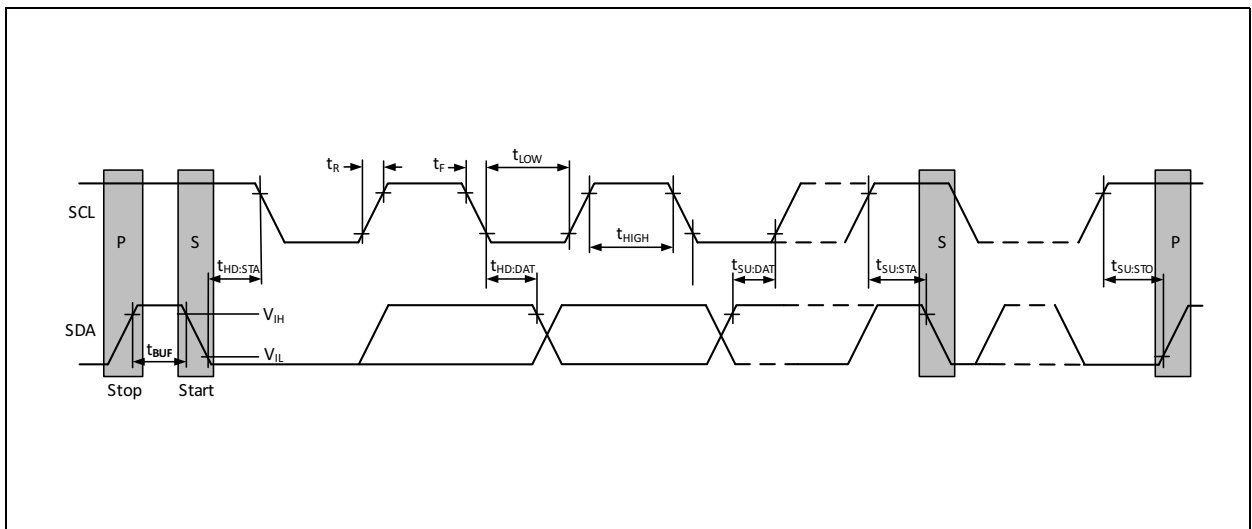 tR
tF
tLOW
SCL
P
S
tHIGH
S
P
tHD:STA
tHD:DAT
tSU:DAT
tSU:STA
tSU:STO
VIH
SDA
tBUF
VIL
Stop
Start